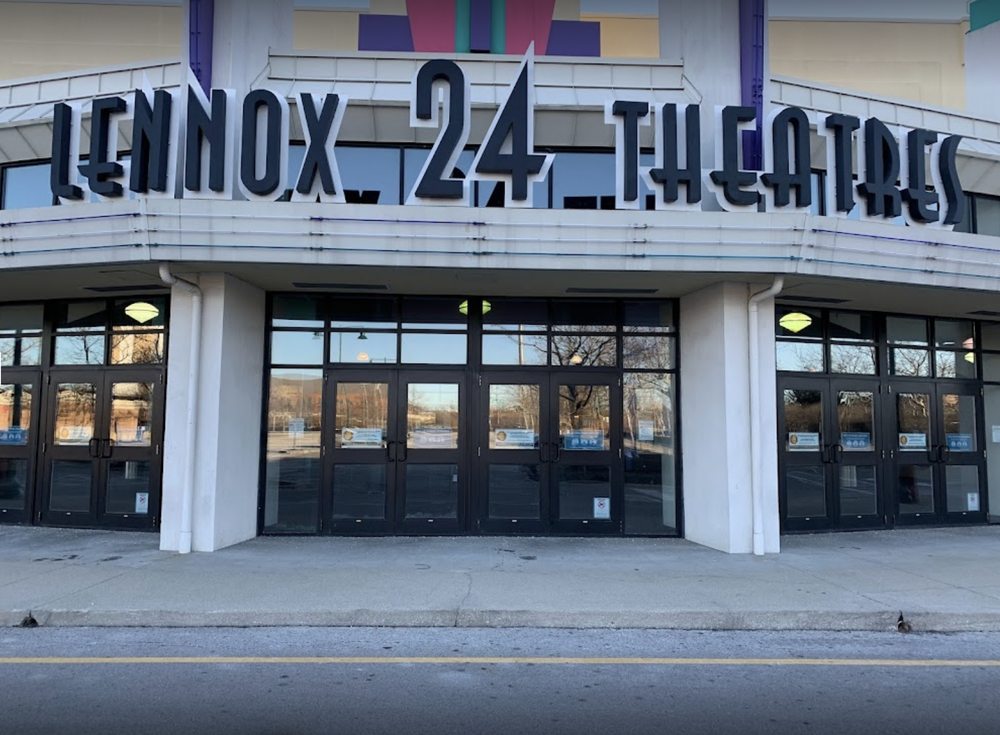 LENNOX 24 THEATRES